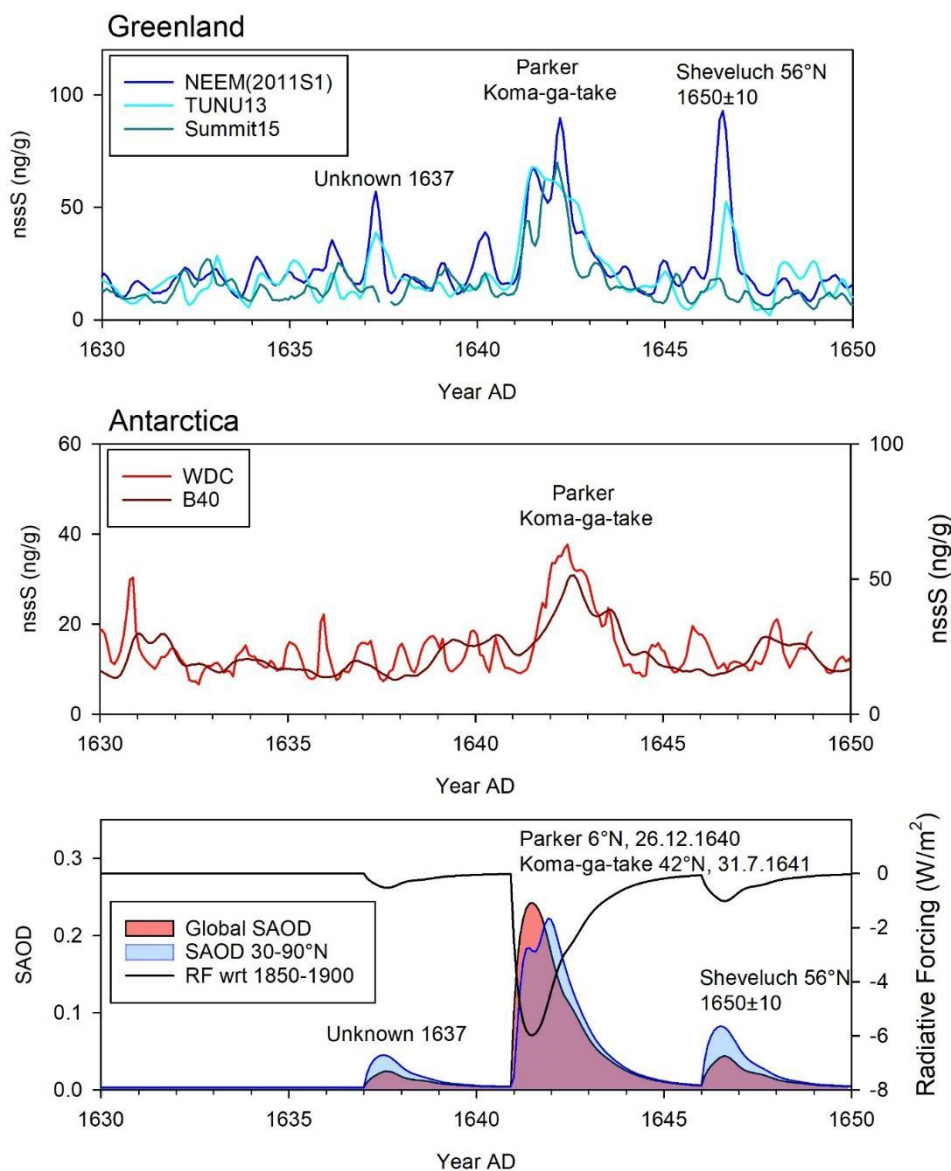 Greenland
NEEM(2011S1)
TUNU13
Summit15
Parker
Koma-ga-take
Sheveluch 56°N
1650±10
Unknown 1637
nssS (ng/g)
100
50
0
1630 1635 1640 1645 1650
Year AD
Antarctica
WDC
B40
Parker
Koma-ga-take
nssS (ng/g)
60
40
20
0
100
50
0
nssS (ng/g)
1630 1635 1640 1645 1650
Year AD
Parker 6°N, 26.12.1640
Koma-ga-take 42°N, 31.7.1641
Global SAOD
SAOD 30-90°N
RF wrt 1850-1900
Unknown 1637
Sheveluch 56°N
1650±10
SAOD
0.3
0.2
0.1
0.0
0
-2
-4
-6
-8
Radiative Forcing (W/m²)
1630 1635 1640 1645 1650
Year AD